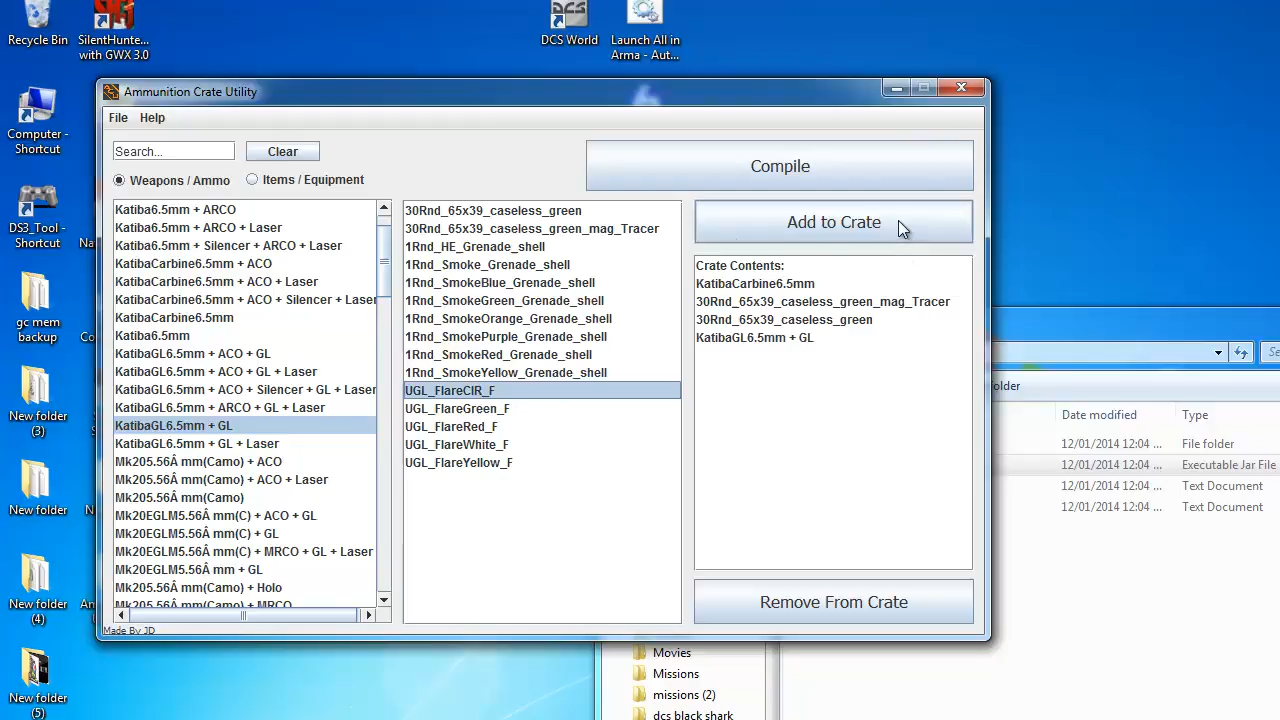 Recycle Bin
SilentHunte...
with GWX 3.0
DCS World
Launch All in
Arma - Aut...
Computer -
Shortcut
DS3_Tool -
Shortcut
Na
gc mem
backup
Co
New folder
(3)
New folder
New folder
(4)
New folder
(5)
Ammunition Crate Utility
File Help
Search...
Clear
Weapons / Ammo
Items / Equipment
Compile
Katiba6.5mm + ARCO
Katiba6.5mm + ARCO + Laser
Katiba6.5mm + Silencer + ARCO + Laser
KatibaCarbine6.5mm + ACO
KatibaCarbine6.5mm + ACO + Laser
KatibaCarbine6.5mm + ACO + Silencer + Laser
KatibaCarbine6.5mm
Katiba6.5mm
KatibaGL6.5mm + ACO + GL
KatibaGL6.5mm + ACO + GL + Laser
KatibaGL6.5mm + ACO + Silencer + GL + Laser
KatibaGL6.5mm + ARCO + GL + Laser
KatibaGL6.5mm + GL
KatibaGL6.5mm + GL + Laser
Mk205.56Â mm(Camo) + ACO
Mk205.56Â mm(Camo) + ACO + Laser
Mk205.56Â mm(Camo)
Mk20EGLM5.56Â mm(C) + ACO + GL
Mk20EGLM5.56Â mm(C) + GL
Mk20EGLM5.56Â mm(C) + MRCO + GL + Laser
Mk20EGLM5.56Â mm + GL
Mk205.56Â mm(Camo) + Holo
Mk205.56Â mm(Camo) + MRCO
Made By JD
30Rnd_65x39_caseless_green
30Rnd_65x39_caseless_green_mag_Tracer
1Rnd_HE_Grenade_shell
1Rnd_Smoke_Grenade_shell
1Rnd_SmokeBlue_Grenade_shell
1Rnd_SmokeGreen_Grenade_shell
1Rnd_SmokeOrange_Grenade_shell
1Rnd_SmokePurple_Grenade_shell
1Rnd_SmokeRed_Grenade_shell
1Rnd_SmokeYellow_Grenade_shell
UGL_FlareCIR_F
UGL_FlareGreen_F
UGL_FlareRed_F
UGL_FlareWhite_F
UGL_FlareYellow_F
Add to Crate
Crate Contents:
KatibaCarbine6.5mm
30Rnd_65x39_caseless_green_mag_Tracer
30Rnd_65x39_caseless_green
KatibaGL6.5mm + GL
Remove From Crate
Se
older
Date modified Type
12/01/2014 12:04 ... File folder
12/01/2014 12:04 ... Executable Jar File
12/01/2014 12:04 ... Text Document
12/01/2014 12:04 ... Text Document
Movies
Missions
missions (2)
dcs black shark